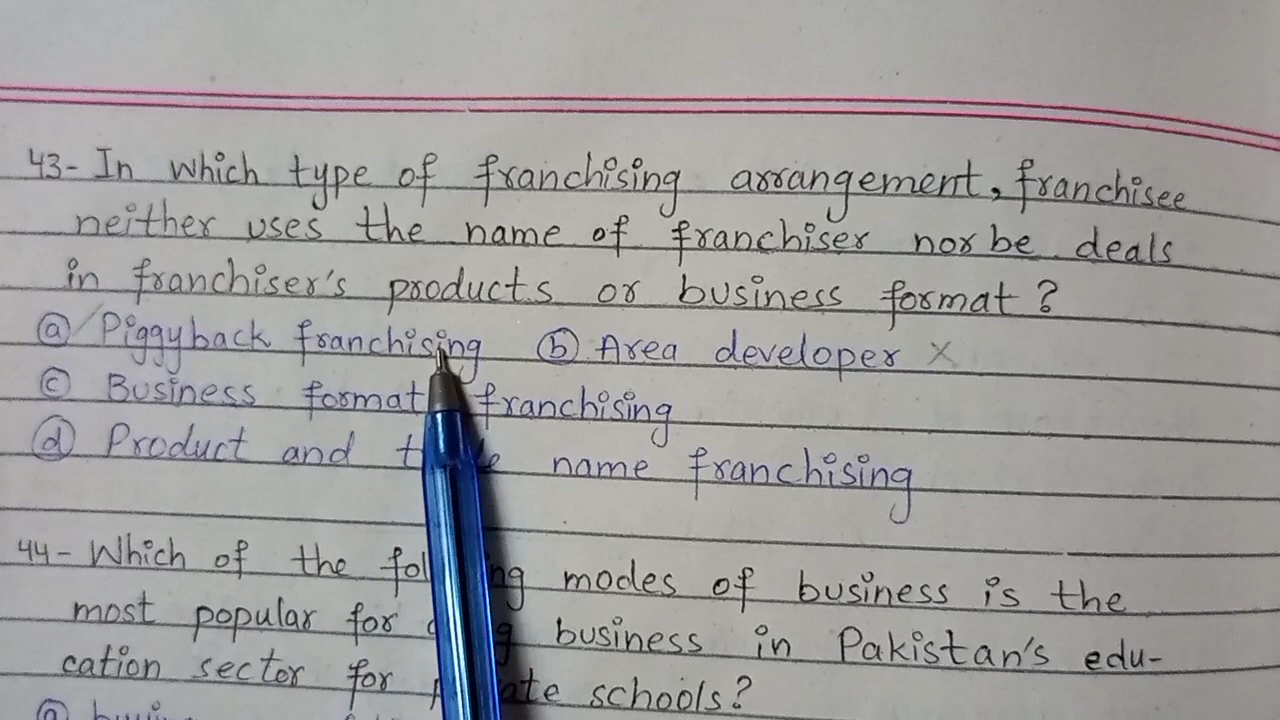 43- In which type of franchising arrangement, franchisee
neither uses the name of franchiser nor be deals
in franchiser's products or business format?
ⓐ Piggyback franchising ⓑ Area developer ×
ⓒ Business format franchising
ⓓ Product and name franchising
44- Which of the modes of business is the
most popular for business in Pakistan's edu-
cation sector for schools?
ⓐ